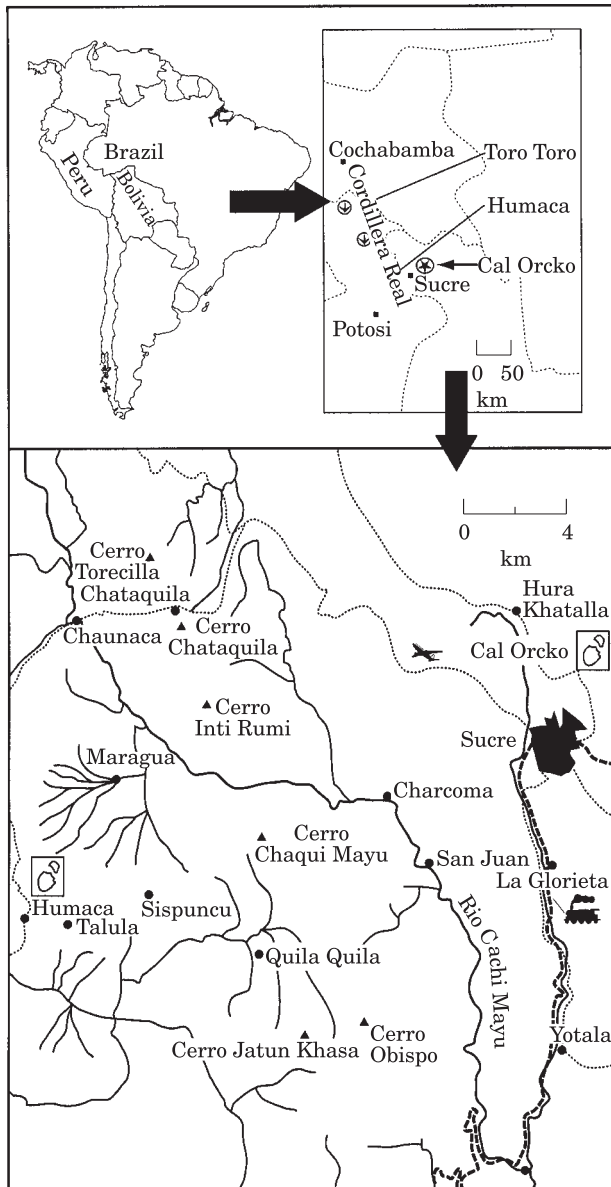 Brazil
Peru
Bolivia
Cochabamba
Toro Toro
Cordillera Real
Humaca
Cal Orcko
Sucre
Potosi
0 50
km
0 4
km
Cerro
Torecilla
Chataquila
Chaunaca
Cerro
Chataquila
Hura
Khatalla
Cal Orcko
Cerro
Inti Rumi
Sucre
Maragua
Charcoma
Cerro
Chaqui Mayu
San Juan
La Glorieta
Humaca
Talula
Sispuncu
Rio Cachi Mayu
Quila Quila
Cerro Jatun Khasa
Cerro
Obispo
Yotala